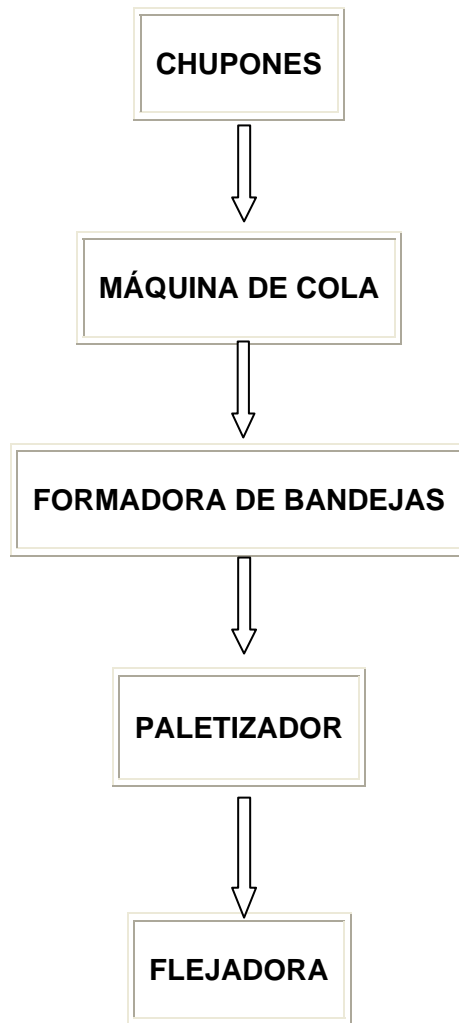 CHUPONES
MÁQUINA DE COLA
FORMADORA DE BANDEJAS
PALETIZADOR
FLEJADORA